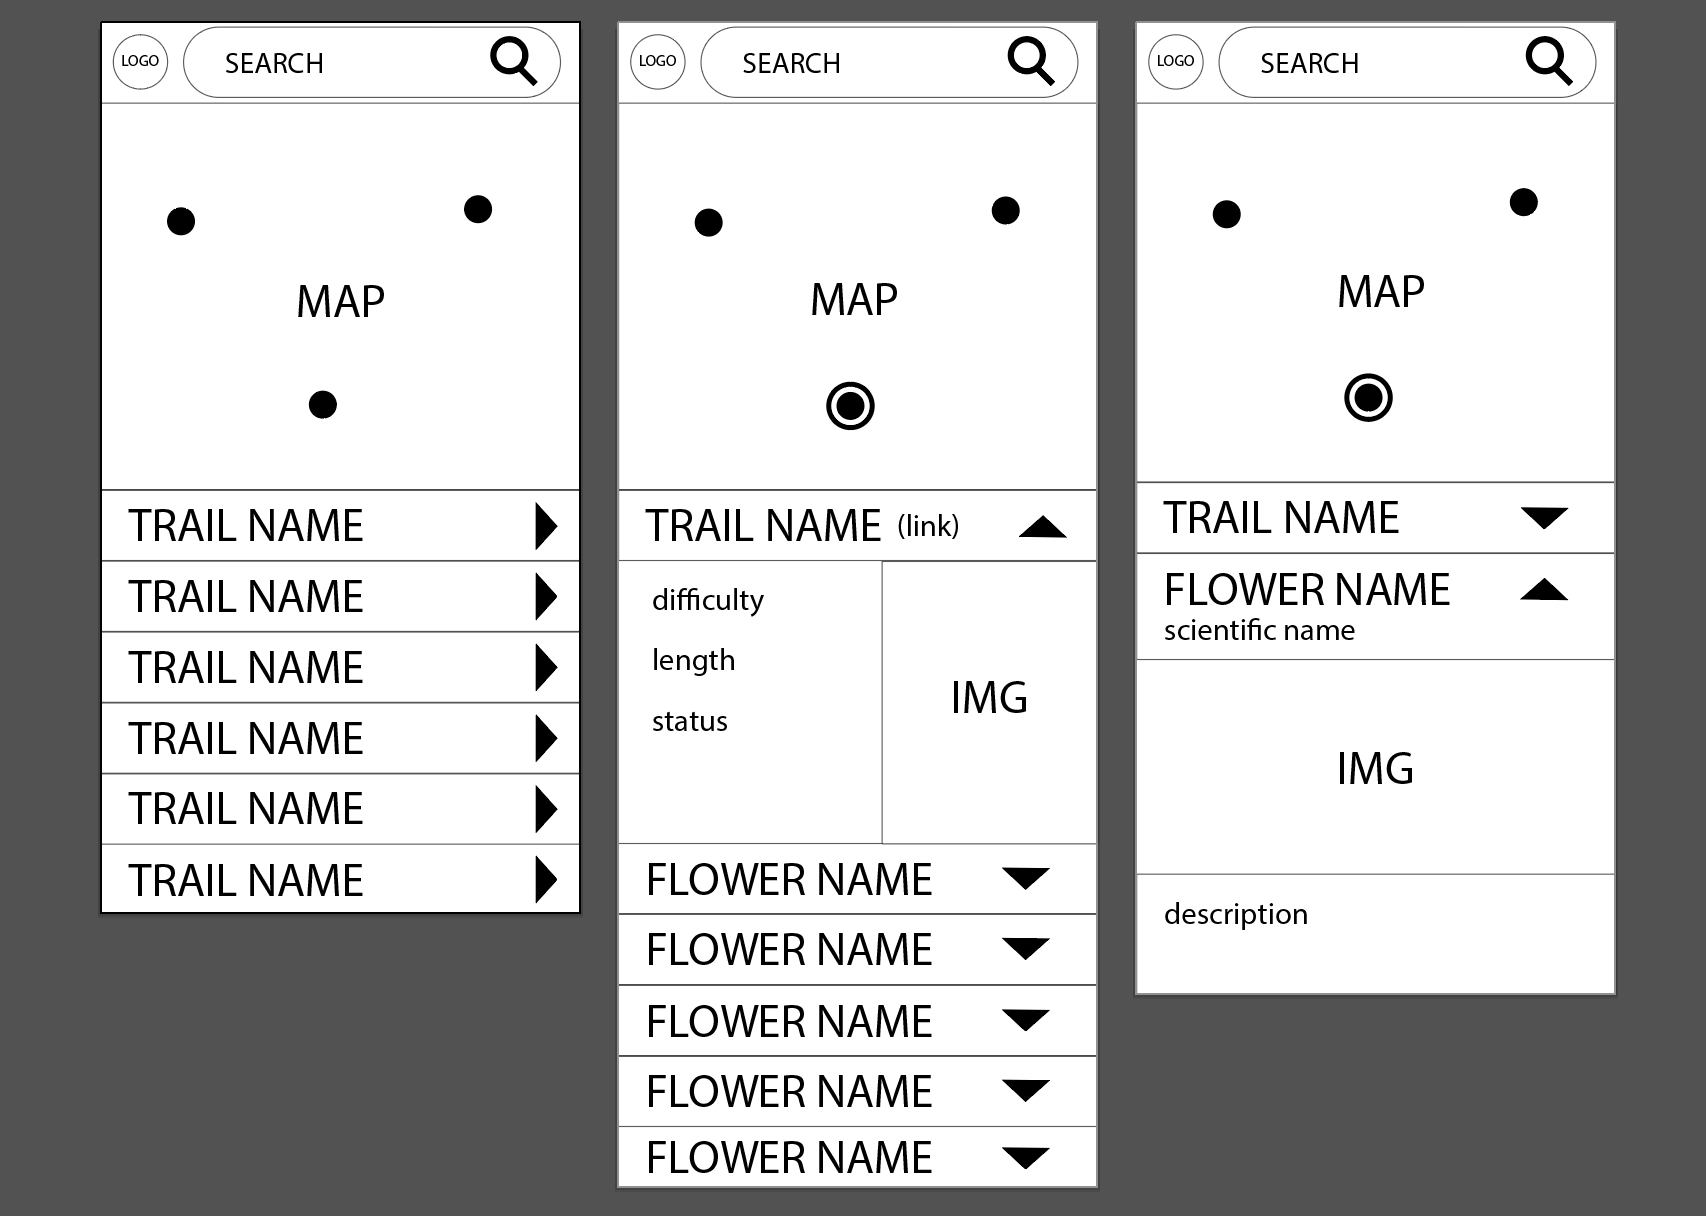 LOGO
SEARCH
MAP
TRAIL NAME
TRAIL NAME
TRAIL NAME
TRAIL NAME
TRAIL NAME
TRAIL NAME
LOGO
SEARCH
MAP
TRAIL NAME (link)
difficulty
length
status
IMG
FLOWER NAME
FLOWER NAME
FLOWER NAME
FLOWER NAME
FLOWER NAME
LOGO
SEARCH
MAP
TRAIL NAME
FLOWER NAME
scientific name
IMG
description